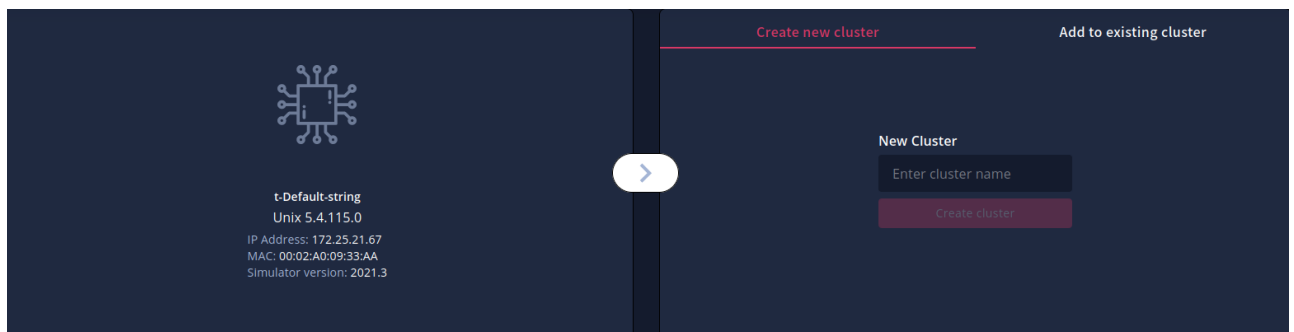 t-Default-string
Unix 5.4.115.0
IP Address: 172.25.21.67
MAC: 00:02:A0:09:33:AA
Simulator version: 2021.3
Create new cluster
Add to existing cluster
New Cluster
Enter cluster name
Create cluster